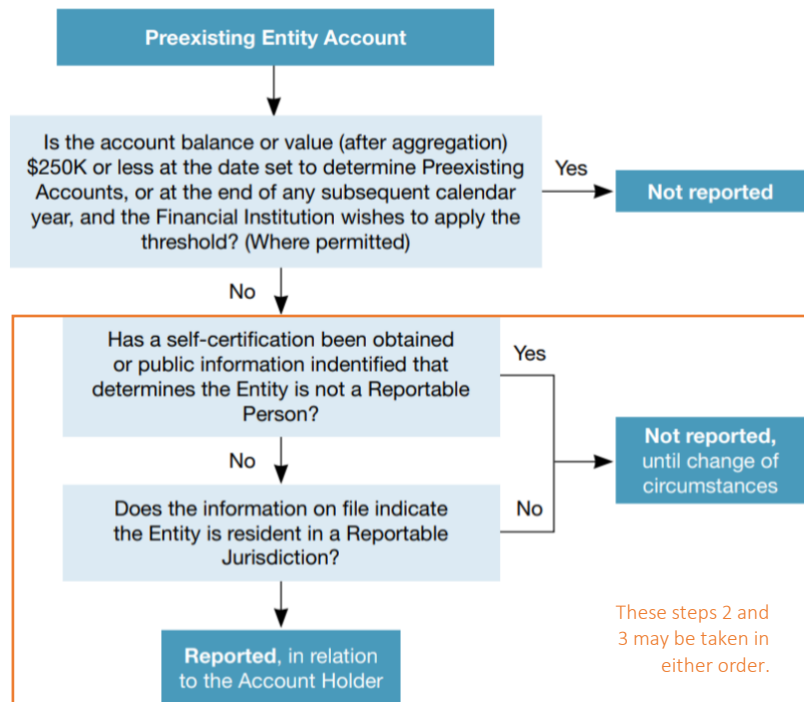 Preexisting Entity Account
Is the account balance or value (after aggregation)
$250K or less at the date set to determine Preexisting
Accounts, or at the end of any subsequent calendar
year, and the Financial Institution wishes to apply the
threshold? (Where permitted)
Yes
Not reported
No
Has a self-certification been obtained
or public information indentified that
determines the Entity is not a Reportable
Person?
Yes
Not reported,
until change of
circumstances
No
Does the information on file indicate
the Entity is resident in a Reportable
Jurisdiction?
No
These steps 2 and
3 may be taken in
either order.
Reported, in relation
to the Account Holder